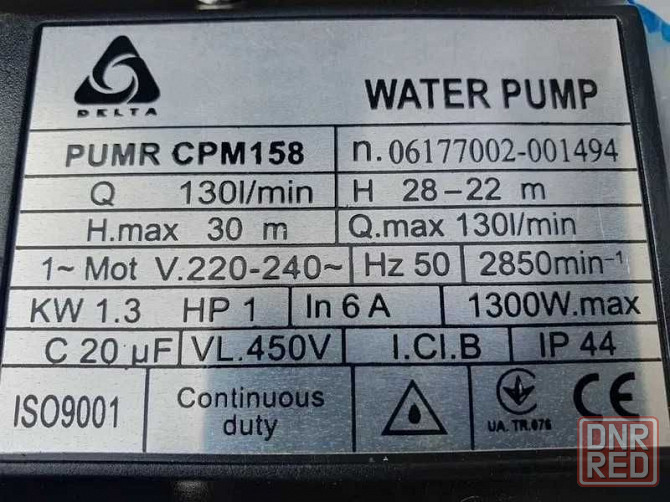 DELTA
WATER PUMP
PUMR CPM158
n. 06177002-001494
Q 130l/min
H 28-22 m
H.max 30 m
Q.max 130l/min
1~ Mot V.220-240~
Hz 50
2850min⁻¹
KW 1.3 HP 1
In 6 A
1300W.max
C 20 µF
VL.450V
I.Cl.B
IP 44
ISO9001
Continuous
duty
UA. TR.076
CE
DNR
RED